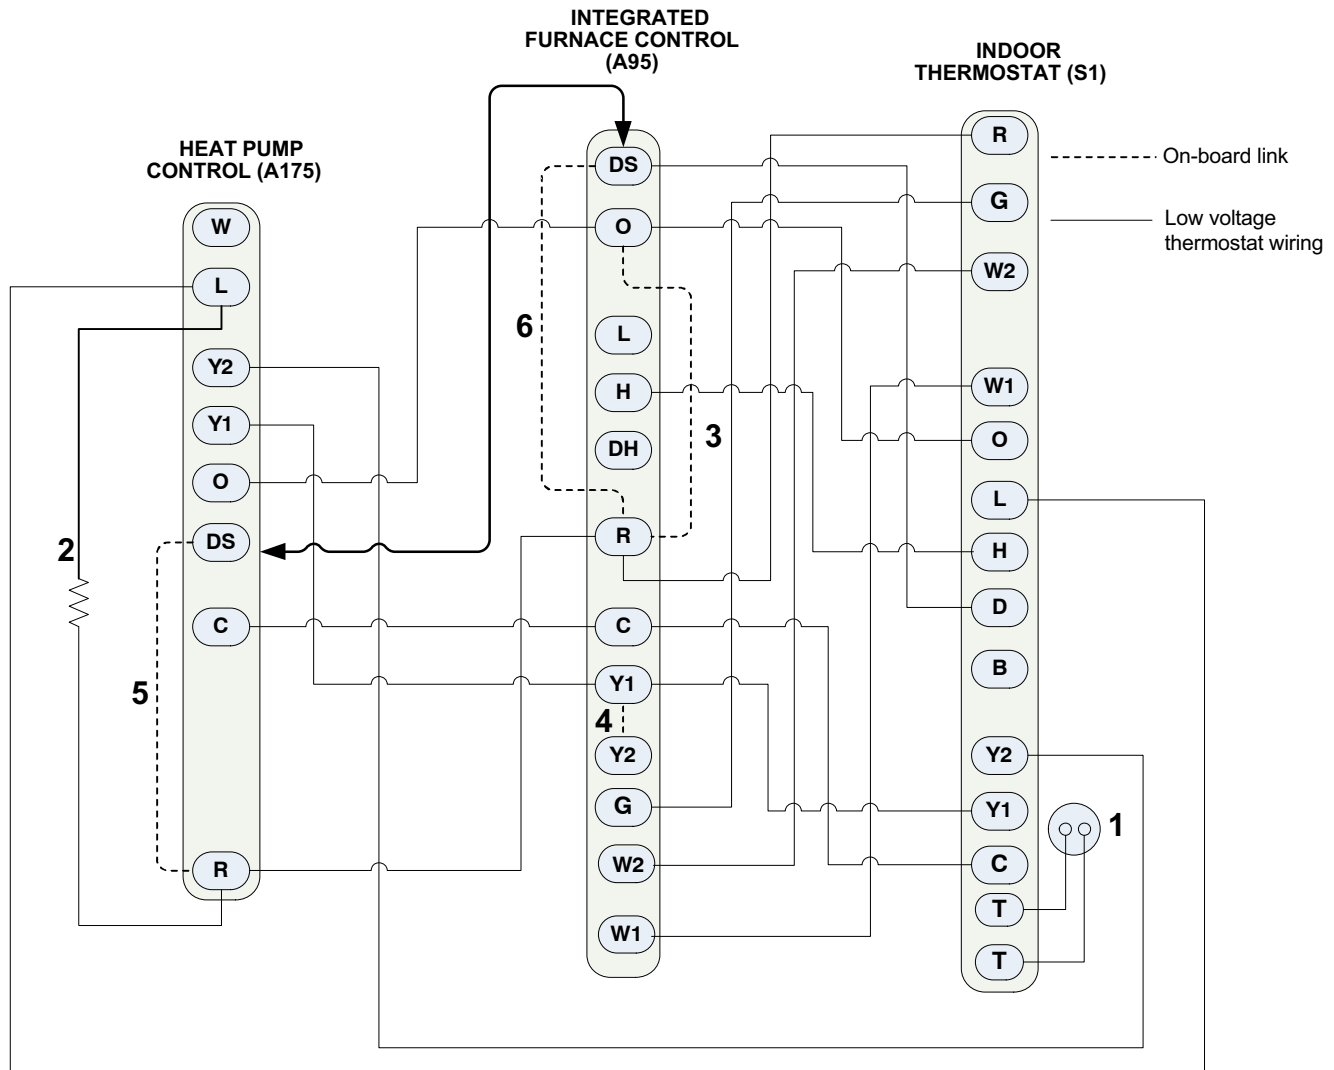 INTEGRATED
FURNACE CONTROL
(A95)
INDOOR
THERMOSTAT (S1)
HEAT PUMP
CONTROL (A175)
On-board link
Low voltage
thermostat wiring
W
L
Y2
Y1
O
DS
C
R
2
5
DS
O
L
H
DH
R
C
Y1
Y2
G
W2
W1
6
3
4
R
G
W2
W1
O
L
H
D
B
Y2
Y1
C
T
T
1